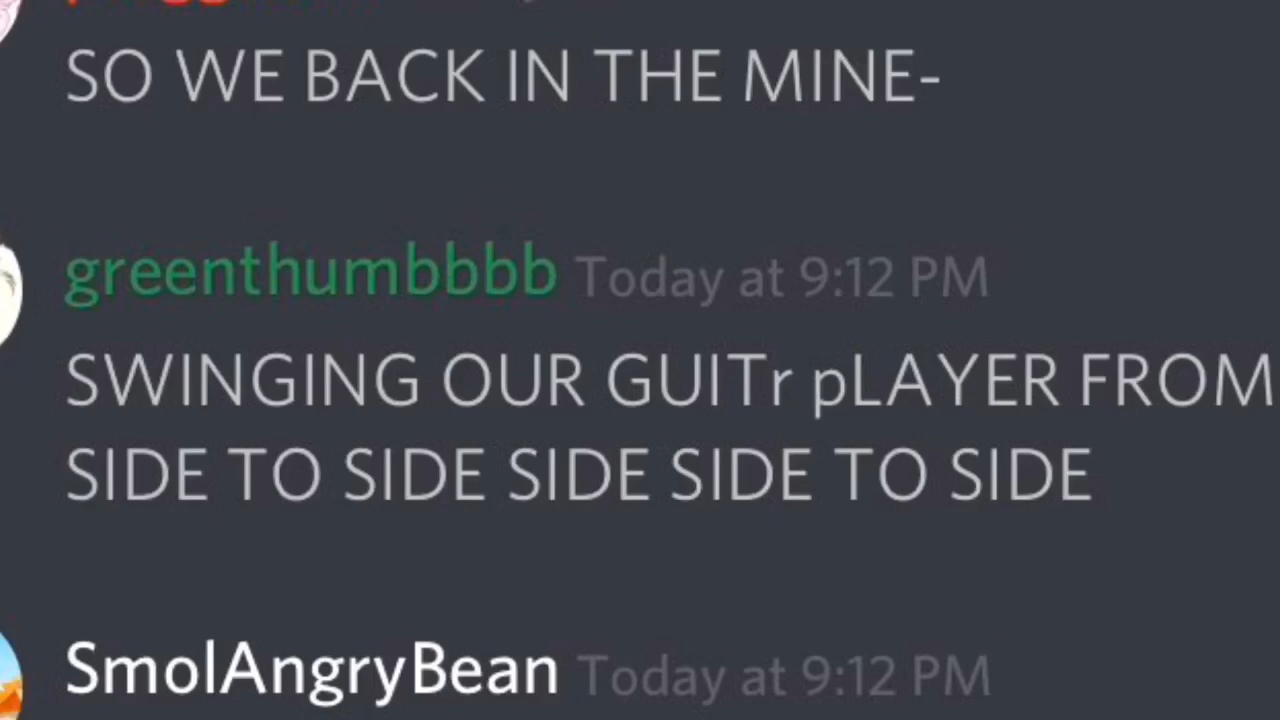 SO WE BACK IN THE MINE-
greenthumbbbb Today at 9:12 PM
SWINGING OUR GUITr pLAYER FROM
SIDE TO SIDE SIDE SIDE TO SIDE
SmolAngryBean Today at 9:12 PM